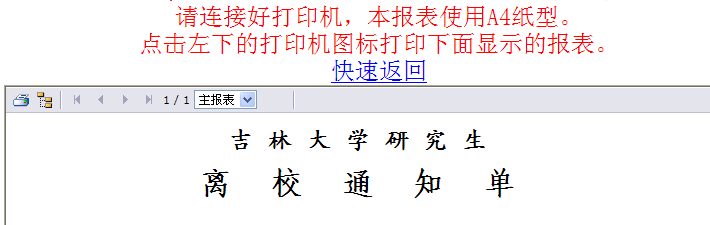 请连接好打印机，本报表使用A4纸型。
点击左下的打印机图标打印下面显示的报表。
快速返回
1 / 1 主报表
吉林大学研究生
离校通知单